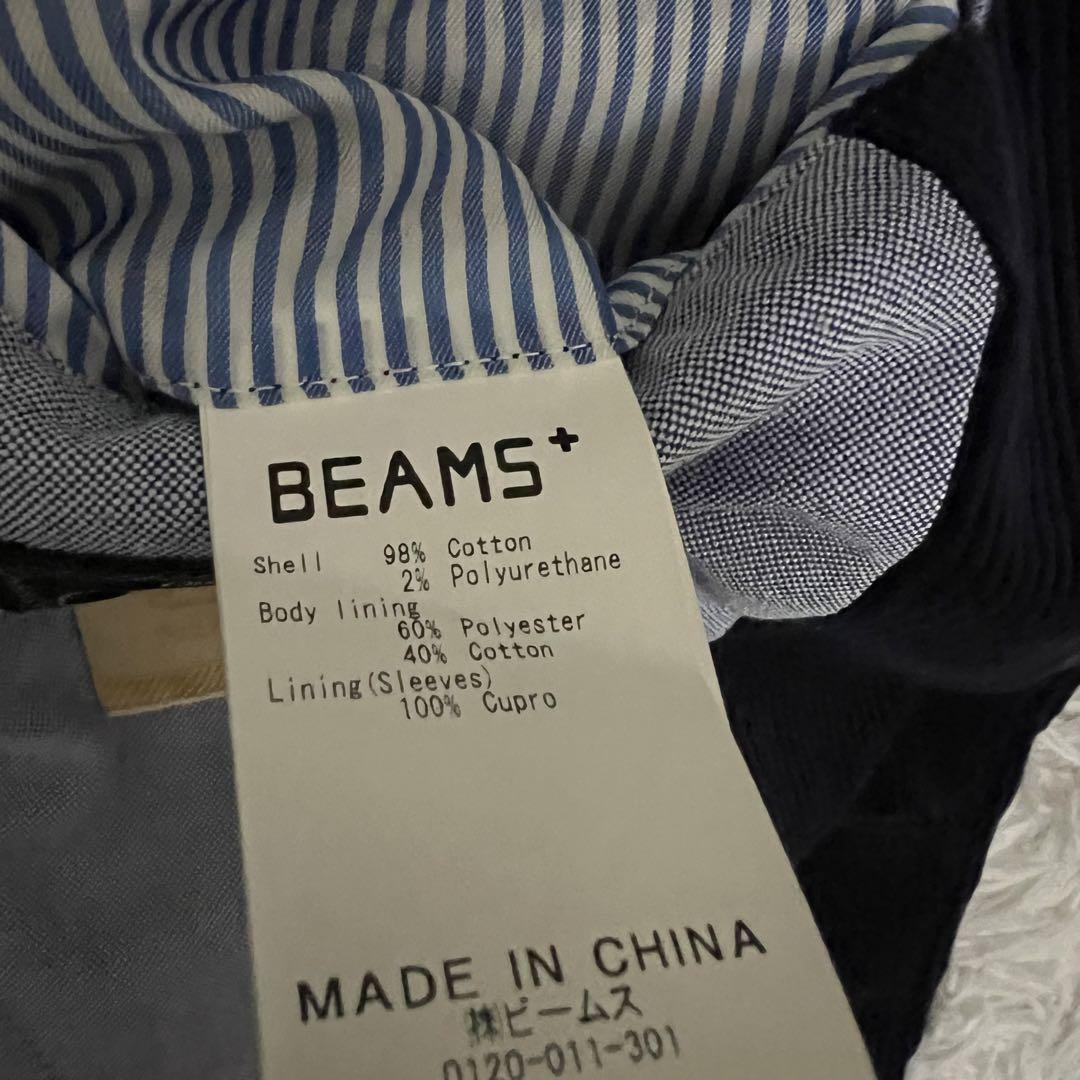 BEAMS+
Shell 98% Cotton
2% Polyurethane
Body lining
60% Polyester
40% Cotton
Lining(Sleeves)
100% Cupro
MADE IN CHINA
㈱ビームス
0120-011-301